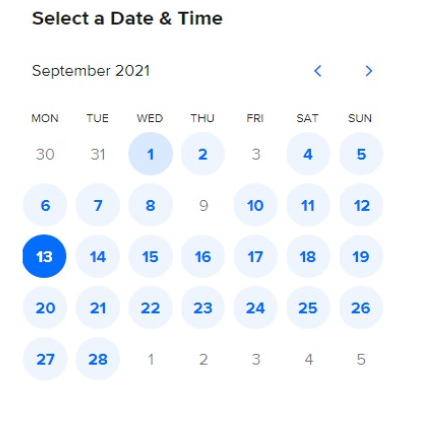 Select a Date & Time
September 2021
MON TUE WED THU FRI SAT SUN
30 31 1 2 3 4 5
6 7 8 9 10 11 12
13 14 15 16 17 18 19
20 21 22 23 24 25 26
27 28 1 2 3 4 5